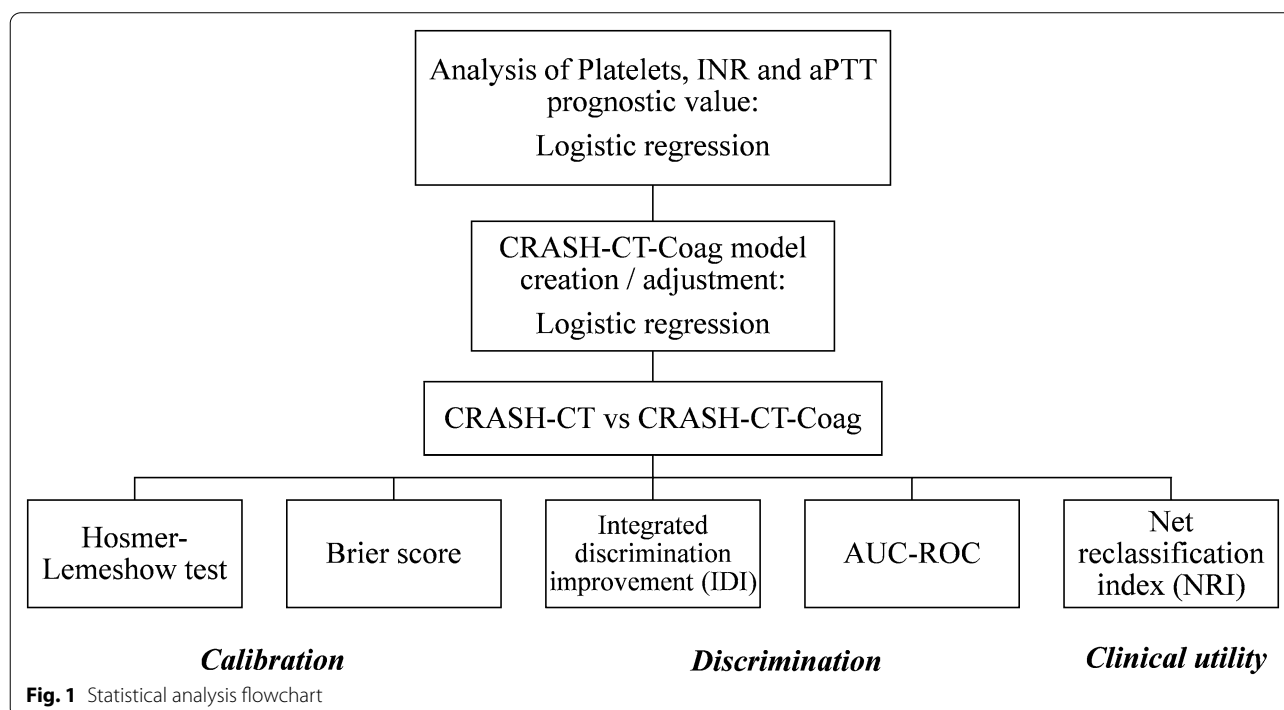 Analysis of Platelets, INR and aPTT
prognostic value:
Logistic regression
CRASH-CT-Coag model
creation / adjustment:
Logistic regression
CRASH-CT vs CRASH-CT-Coag
Hosmer-
Lemeshow test
Brier score
Integrated
discrimination
improvement (IDI)
AUC-ROC
Net
reclassification
index (NRI)
Calibration
Discrimination
Clinical utility
Fig. 1 Statistical analysis flowchart